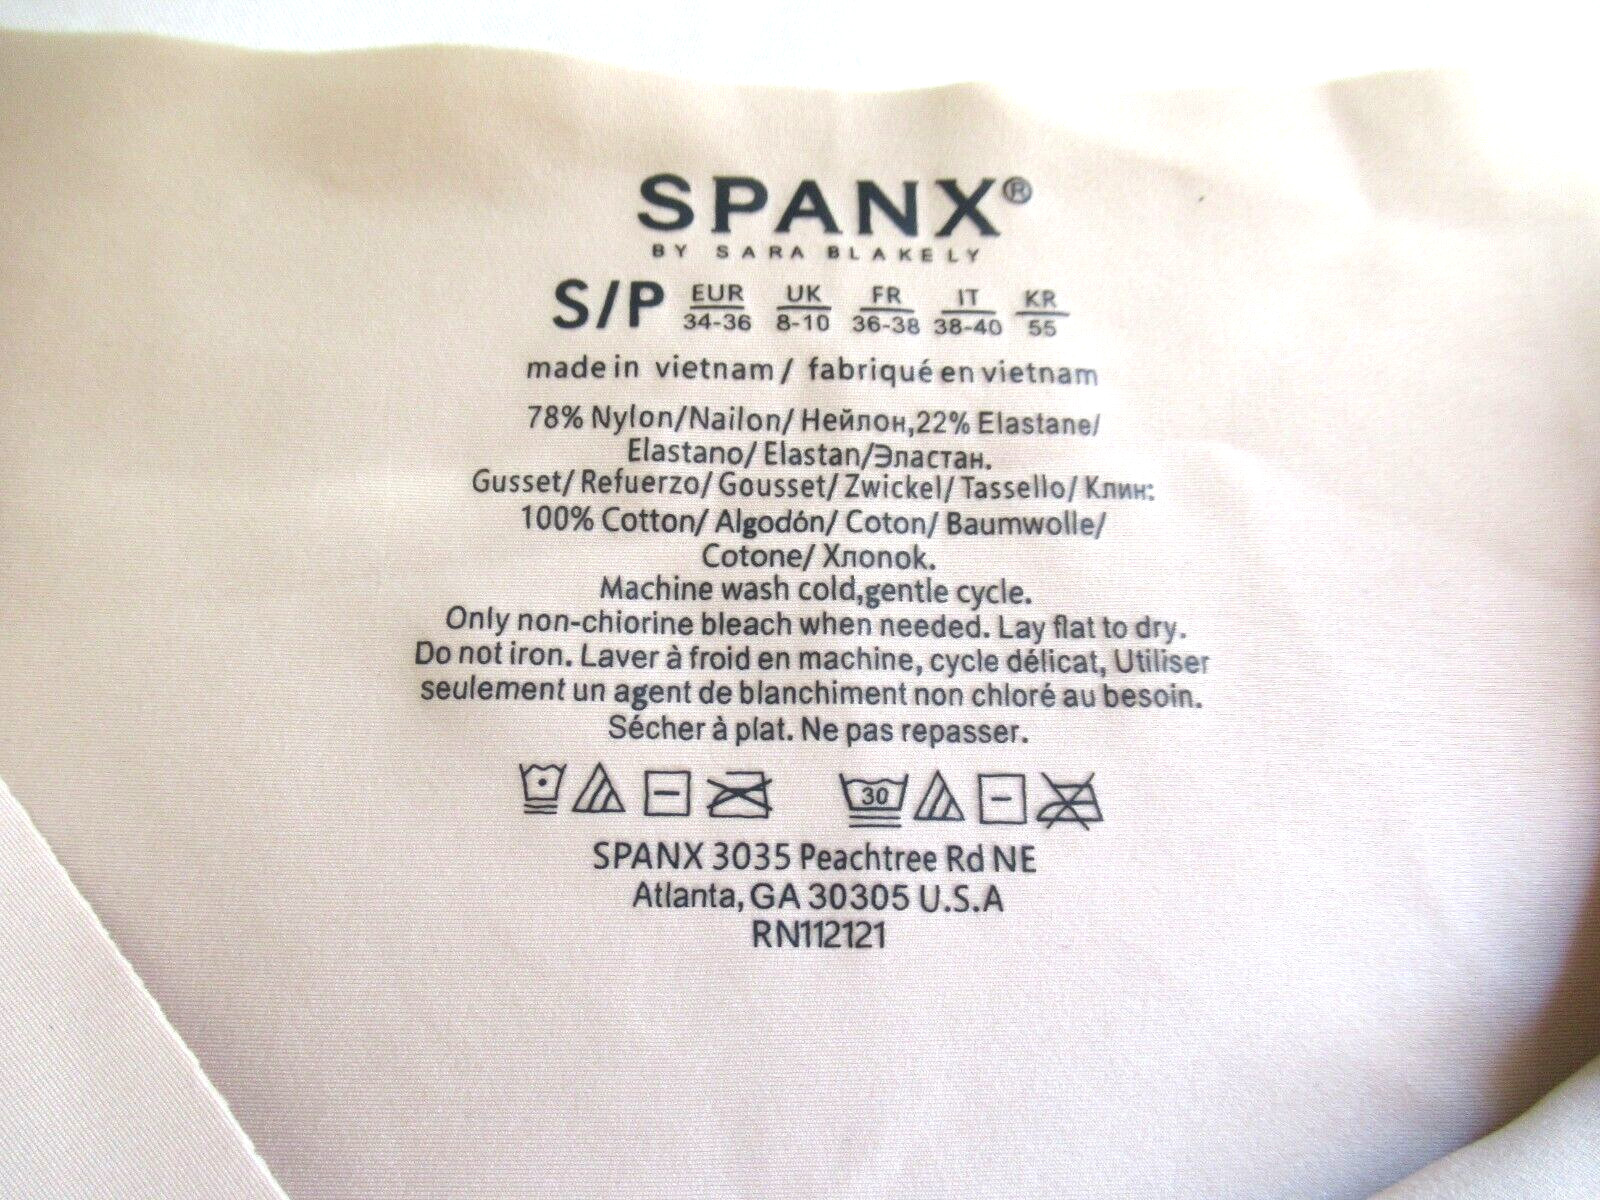 SPANX®
BY SARA BLAKELY
S/P EUR 34-36 UK 8-10 FR 36-38 IT 38-40 KR 55
made in vietnam / fabriqué en vietnam
78% Nylon/Nailon/ Нейлон,22% Elastane/
Elastano/ Elastan/Эластан.
Gusset/ Refuerzo/ Gousset/ Zwickel/ Tassello/ Клин:
100% Cotton/ Algodón/ Coton/ Baumwolle/
Cotone/ Хлопоk.
Machine wash cold,gentle cycle.
Only non-chiorine bleach when needed. Lay flat to dry.
Do not iron. Laver à froid en machine, cycle délicat, Utiliser
seulement un agent de blanchiment non chloré au besoin.
Sécher à plat. Ne pas repasser.
30
SPANX 3035 Peachtree Rd NE
Atlanta, GA 30305 U.S.A
RN112121